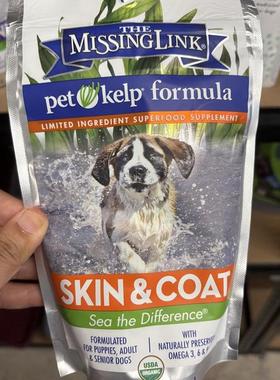 THE
MISSING LINK®
pet kelp® formula
LIMITED INGREDIENT SUPERFOOD SUPPLEMENT
SKIN & COAT
Sea the Difference®
FORMULATED
FOR PUPPIES, ADULT
& SENIOR DOGS
WITH
NATURALLY PRESERVED
OMEGA 3, 6 &
USDA
ORGANIC